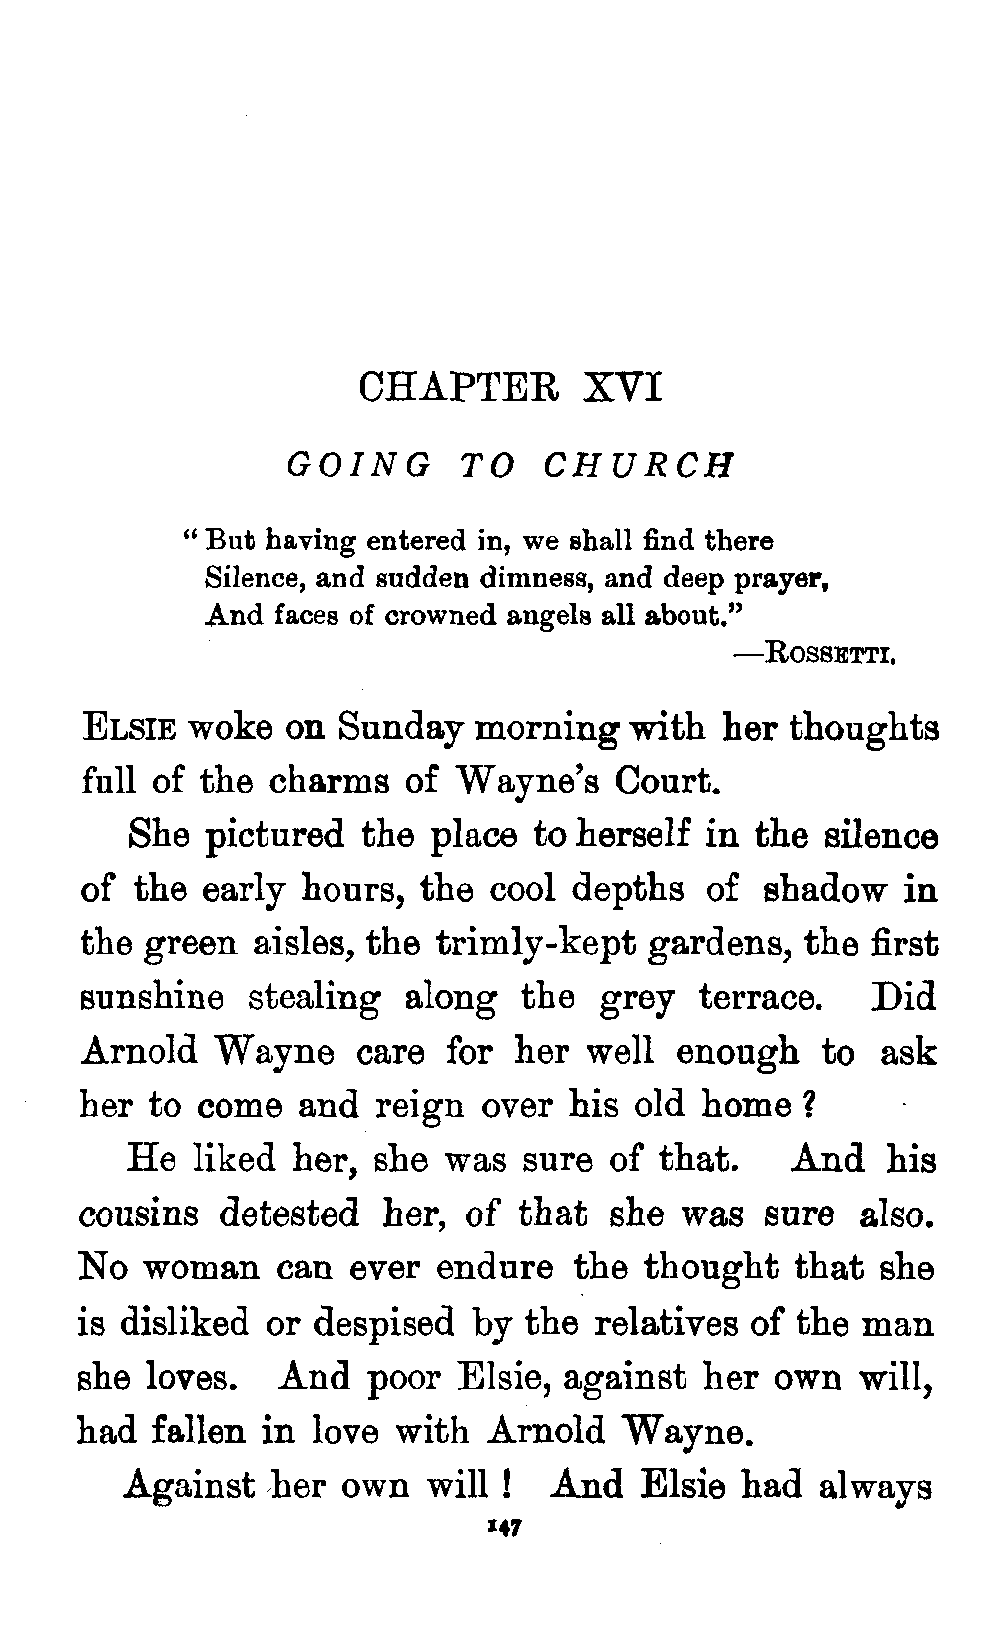 CHAPTER XVI
GOING TO CHURCH
“ But having entered in, we shall find there
Silence, and sudden dimness, and deep prayer,
And faces of crowned angels all about.”
—ROSSETTI.
ELSIE woke on Sunday morning with her thoughts
full of the charms of Wayne’s Court.
She pictured the place to herself in the silence
of the early hours, the cool depths of shadow in
the green aisles, the trimly-kept gardens, the first
sunshine stealing along the grey terrace. Did
Arnold Wayne care for her well enough to ask
her to come and reign over his old home ?
He liked her, she was sure of that. And his
cousins detested her, of that she was sure also.
No woman can ever endure the thought that she
is disliked or despised by the relatives of the man
she loves. And poor Elsie, against her own will,
had fallen in love with Arnold Wayne.
Against her own will ! And Elsie had always
147